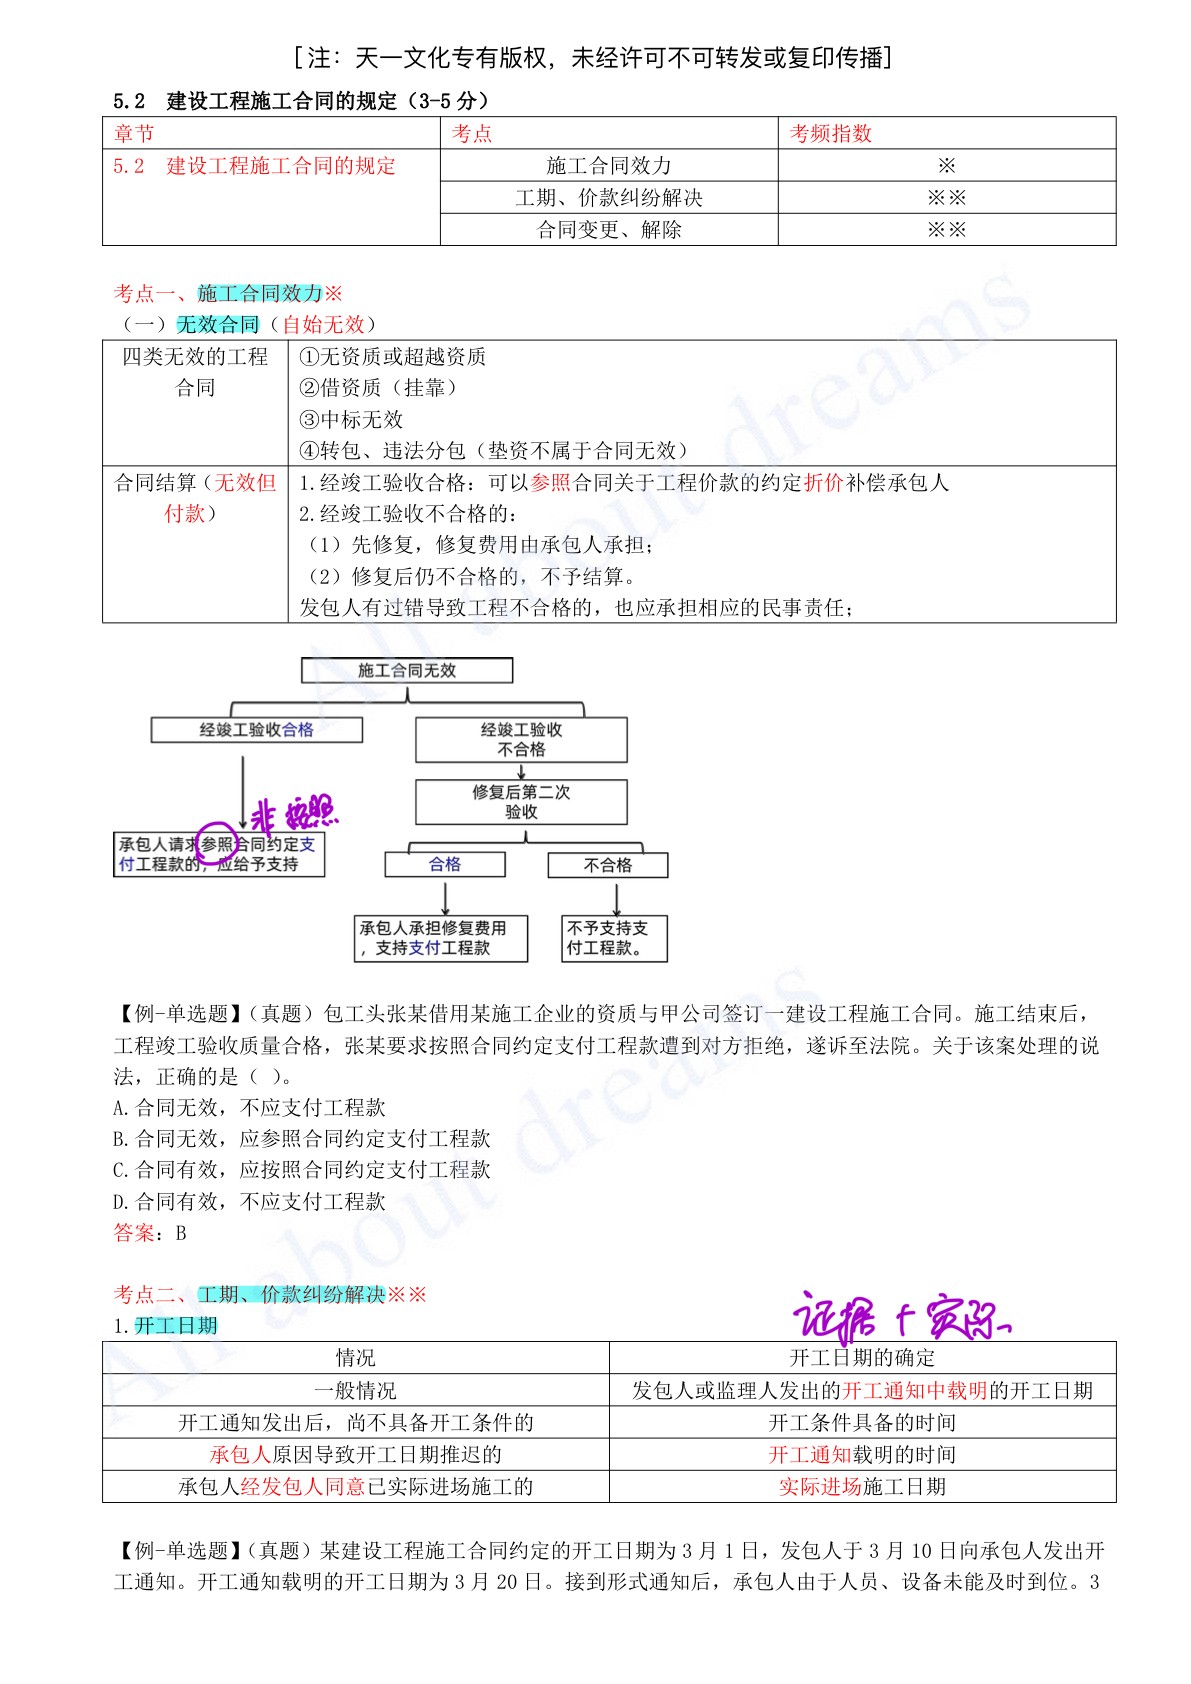 [注：天一文化专有版权，未经许可不可转发或复印传播]
5.2 建设工程施工合同的规定（3-5 分）
章节 考点 考频指数
5.2 建设工程施工合同的规定 施工合同效力 ※
工期、价款纠纷解决 ※※
合同变更、解除 ※※
考点一、施工合同效力※
（一）无效合同（自始无效）
四类无效的工程
合同
①无资质或超越资质
②借资质（挂靠）
③中标无效
④转包、违法分包（垫资不属于合同无效）
合同结算（无效但
付款）
1.经竣工验收合格：可以参照合同关于工程价款的约定折价补偿承包人
2.经竣工验收不合格的：
（1）先修复，修复费用由承包人承担；
（2）修复后仍不合格的，不予结算。
发包人有过错导致工程不合格的，也应承担相应的民事责任；
施工合同无效
经竣工验收合格
经竣工验收
不合格
修复后第二次
验收
非按照
承包人请求参照合同约定支
付工程款的，应给予支持
合格 不合格
承包人承担修复费用
，支持支付工程款
不予支持支
付工程款。
【例-单选题】（真题）包工头张某借用某施工企业的资质与甲公司签订一建设工程施工合同。施工结束后，
工程竣工验收质量合格，张某要求按照合同约定支付工程款遭到对方拒绝，遂诉至法院。关于该案处理的说
法，正确的是（ ）。
A.合同无效，不应支付工程款
B.合同无效，应参照合同约定支付工程款
C.合同有效，应按照合同约定支付工程款
D.合同有效，不应支付工程款
答案：B
考点二、工期、价款纠纷解决※※
1.开工日期
证据+实际、
情况 开工日期的确定
一般情况 发包人或监理人发出的开工通知中载明的开工日期
开工通知发出后，尚不具备开工条件的 开工条件具备的时间
承包人原因导致开工日期推迟的 开工通知载明的时间
承包人经发包人同意已实际进场施工的 实际进场施工日期
【例-单选题】（真题）某建设工程施工合同约定的开工日期为 3 月 1 日，发包人于 3 月 10 日向承包人发出开
工通知。开工通知载明的开工日期为 3 月 20 日。接到形式通知后，承包人由于人员、设备未能及时到位。3
All about dreams
All about dreams